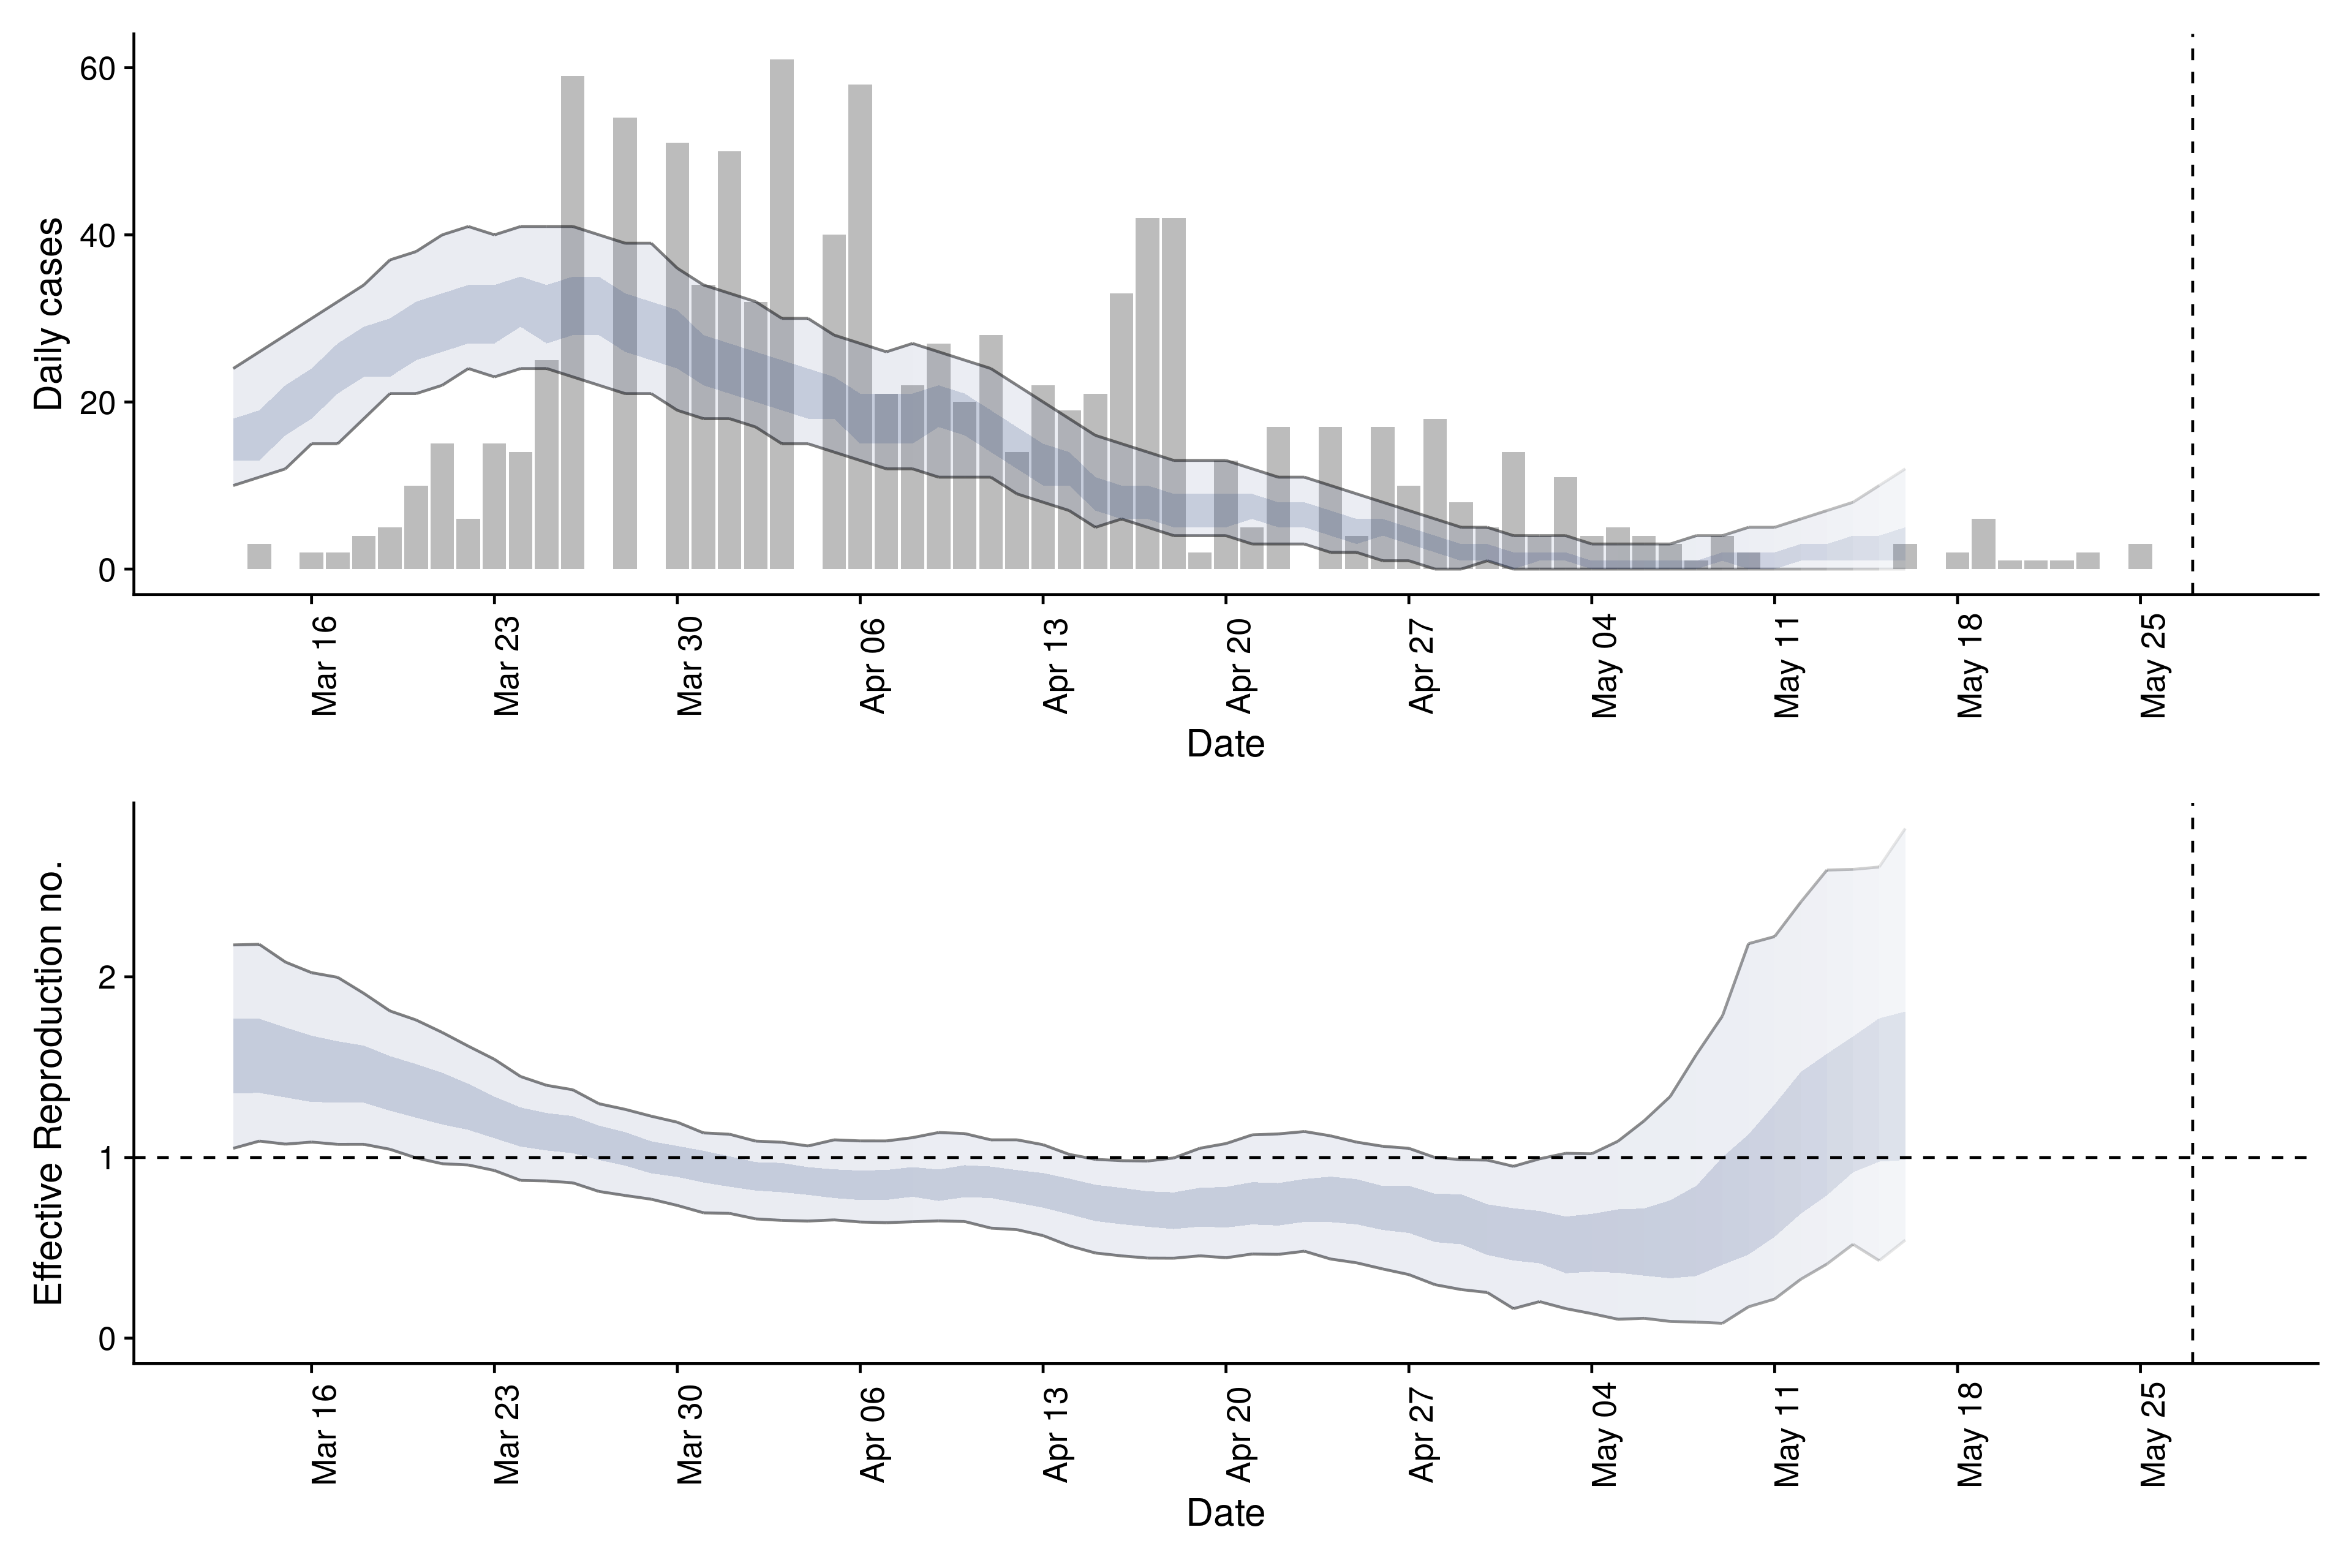 Daily cases
60
40
20
0
Mar 16
Mar 23
Mar 30
Apr 06
Apr 13
Apr 20
Apr 27
May 04
May 11
May 18
May 25
Date
Effective Reproduction no.
2
1
0
Mar 16
Mar 23
Mar 30
Apr 06
Apr 13
Apr 20
Apr 27
May 04
May 11
May 18
May 25
Date